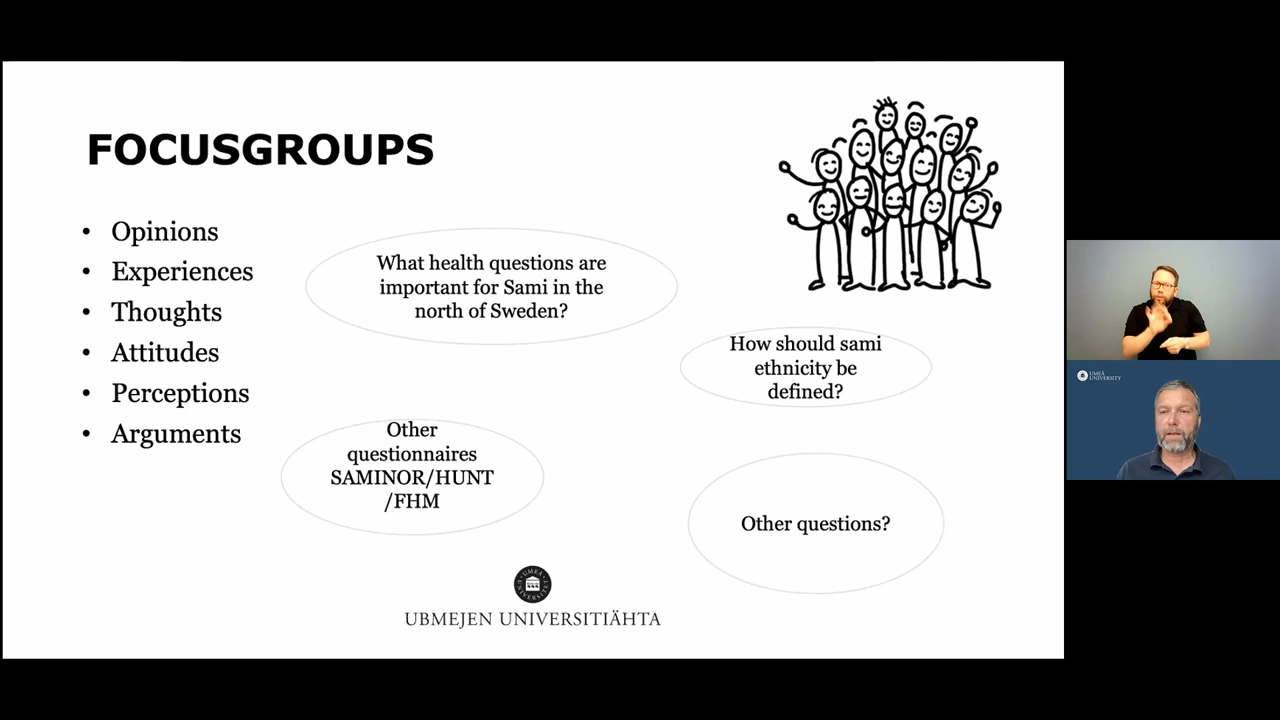 FOCUSGROUPS
• Opinions
• Experiences
• Thoughts
• Attitudes
• Perceptions
• Arguments
What health questions are
important for Sami in the
north of Sweden?
How should sami
ethnicity be
defined?
Other
questionnaires
SAMINOR/HUNT
/FHM
Other questions?
UBMEJEN UNIVERSITIÄHTA
UMEÅ
UNIVERSITY